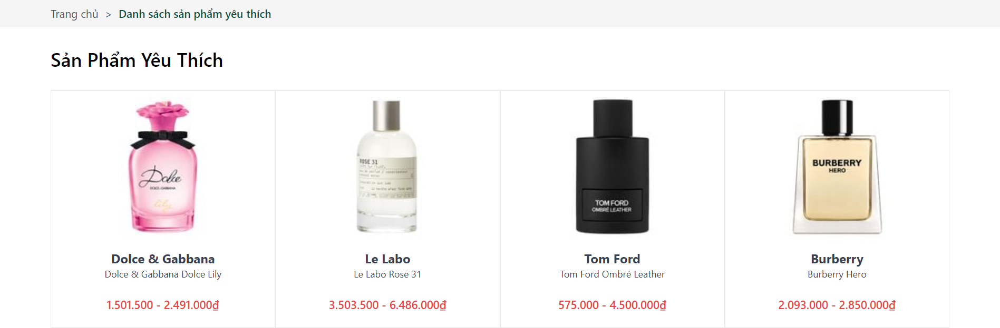 Trang chủ > Danh sách sản phẩm yêu thích
Sản Phẩm Yêu Thích
Dolce
DOLCE & GABBANA
lily
ROSE 31
TOM FORD
OMBRÉ LEATHER
BURBERRY
HERO
Dolce & Gabbana
Dolce & Gabbana Dolce Lily
1.501.500 - 2.491.000₫
Le Labo
Le Labo Rose 31
3.503.500 - 6.486.000₫
Tom Ford
Tom Ford Ombré Leather
575.000 - 4.500.000₫
Burberry
Burberry Hero
2.093.000 - 2.850.000₫